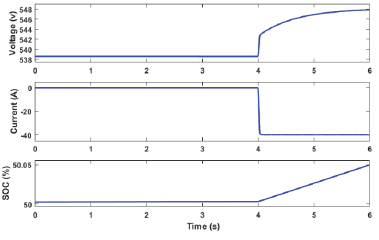 Voltage (v)
548
546
544
542
540
538
0 1 2 3 4 5 6
Current (A)
0
-20
-40
0 1 2 3 4 5 6
SOC (%)
50.05
50
0 1 2 3 4 5 6
Time (s)